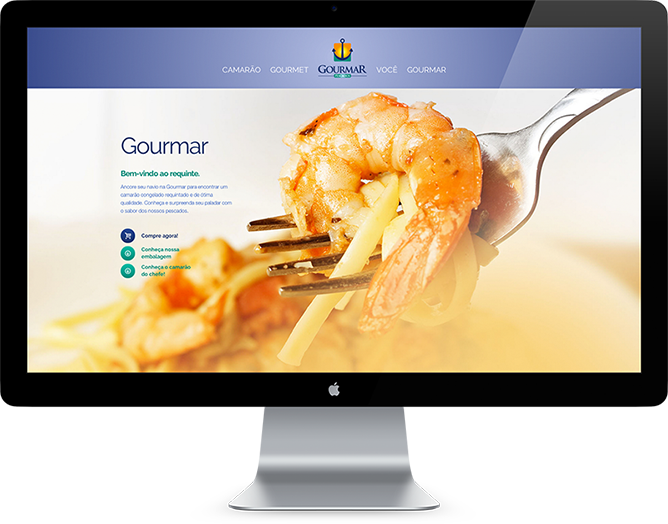 CAMARÃO GOURMET GOURMAR VOCÊ GOURMAR
Gourmar
Bem-vindo ao requinte.
Ancore seu navio na Gourmar para encontrar um
camarão congelado requintado e de ótima
qualidade. Conheça e surpreenda seu paladar com
o sabor dos nossos pescados.
Compre agora!
Conheça nossa
embalagem
Conheça o camarão
do chefe!